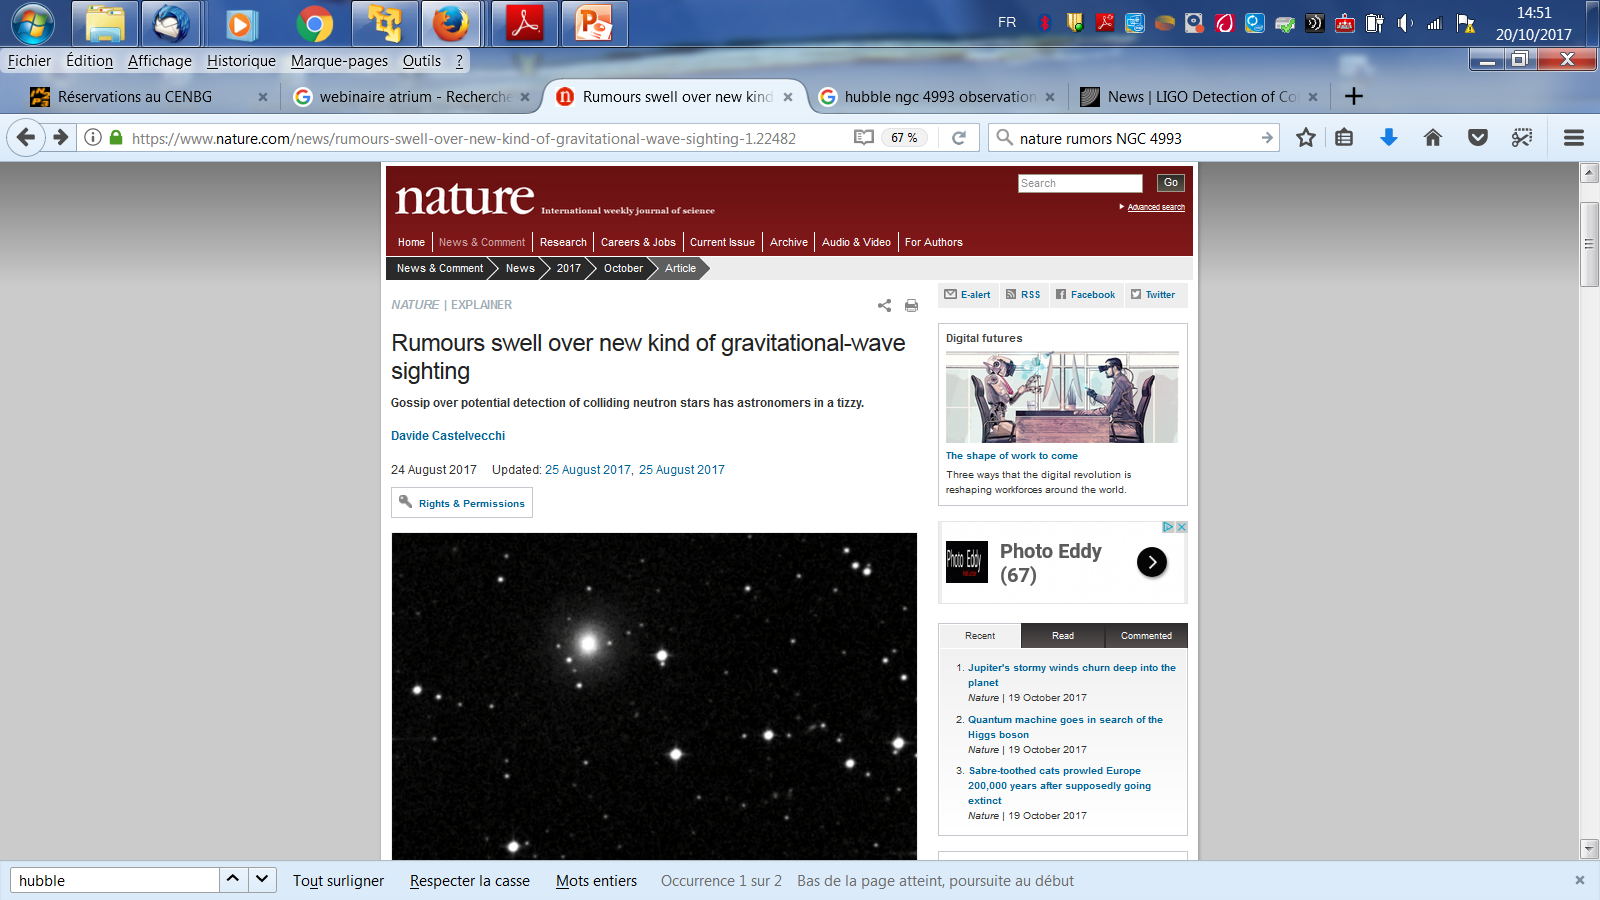 FR
14:51
20/10/2017
Fichier Édition Affichage Historique Marque-pages Outils ?
Réservations au CENBG
webinaire atrium - Recherche
Rumours swell over new kind
hubble ngc 4993 observation
News | LIGO Detection of Co
https://www.nature.com/news/rumours-swell-over-new-kind-of-gravitational-wave-sighting-1.22482
67 %
nature rumors NGC 4993
nature International weekly journal of science
Search Go
Advanced search
Home News & Comment Research Careers & Jobs Current Issue Archive Audio & Video For Authors
News & Comment News 2017 October Article
NATURE | EXPLAINER
E-alert RSS Facebook Twitter
Rumours swell over new kind of gravitational-wave
sighting
Gossip over potential detection of colliding neutron stars has astronomers in a tizzy.
Davide Castelvecchi
24 August 2017 Updated: 25 August 2017, 25 August 2017
Rights & Permissions
Digital futures
The shape of work to come
Three ways that the digital revolution is
reshaping workforces around the world.
Photo Eddy
Photo Eddy
(67)
Recent Read Commented
1. Jupiter's stormy winds churn deep into the
planet
Nature | 19 October 2017
2. Quantum machine goes in search of the
Higgs boson
Nature | 19 October 2017
3. Sabre-toothed cats prowled Europe
200,000 years after supposedly going
extinct
Nature | 19 October 2017
hubble
Tout surligner Respecter la casse Mots entiers Occurrence 1 sur 2 Bas de la page atteint, poursuite au début